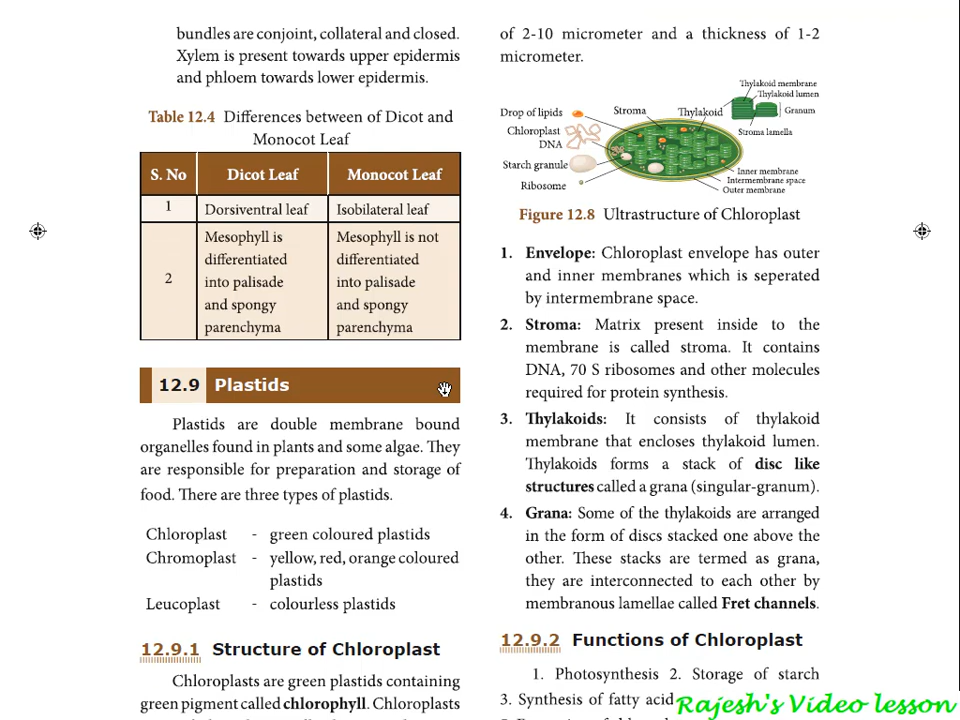 bundles are conjoint, collateral and closed.
Xylem is present towards upper epidermis
and phloem towards lower epidermis.
Table 12.4 Differences between of Dicot and
Monocot Leaf
S. No Dicot Leaf Monocot Leaf
1 Dorsiventral leaf Isobilateral leaf
2
Mesophyll is
differentiated
into palisade
and spongy
parenchyma
Mesophyll is not
differentiated
into palisade
and spongy
parenchyma
12.9 Plastids
Plastids are double membrane bound
organelles found in plants and some algae. They
are responsible for preparation and storage of
food. There are three types of plastids.
Chloroplast - green coloured plastids
Chromoplast - yellow, red, orange coloured
plastids
Leucoplast - colourless plastids
12.9.1 Structure of Chloroplast
Chloroplasts are green plastids containing
green pigment called chlorophyll. Chloroplasts
of 2-10 micrometer and a thickness of 1-2
micrometer.
Thylakoid membrane
Thylakoid lumen
Drop of lipids
Stroma
Thylakoid
Granum
Chloroplast
DNA
Stroma lamella
Starch granule
Inner membrane
Intermembrane space
Ribosome
Outer membrane
Figure 12.8 Ultrastructure of Chloroplast
1. Envelope: Chloroplast envelope has outer
and inner membranes which is seperated
by intermembrane space.
2. Stroma: Matrix present inside to the
membrane is called stroma. It contains
DNA, 70 S ribosomes and other molecules
required for protein synthesis.
3. Thylakoids: It consists of thylakoid
membrane that encloses thylakoid lumen.
Thylakoids forms a stack of disc like
structures called a grana (singular-granum).
4. Grana: Some of the thylakoids are arranged
in the form of discs stacked one above the
other. These stacks are termed as grana,
they are interconnected to each other by
membranous lamellae called Fret channels.
12.9.2 Functions of Chloroplast
1. Photosynthesis 2. Storage of starch
3. Synthesis of fatty acid
Rajesh's Video lesson